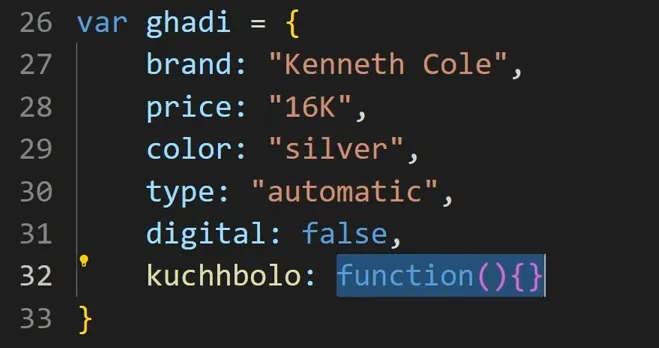 26 var ghadi = {
27     brand: "Kenneth Cole",
28     price: "16K",
29     color: "silver",
30     type: "automatic",
31     digital: false,
32     kuchhbolo: function(){}
33 }